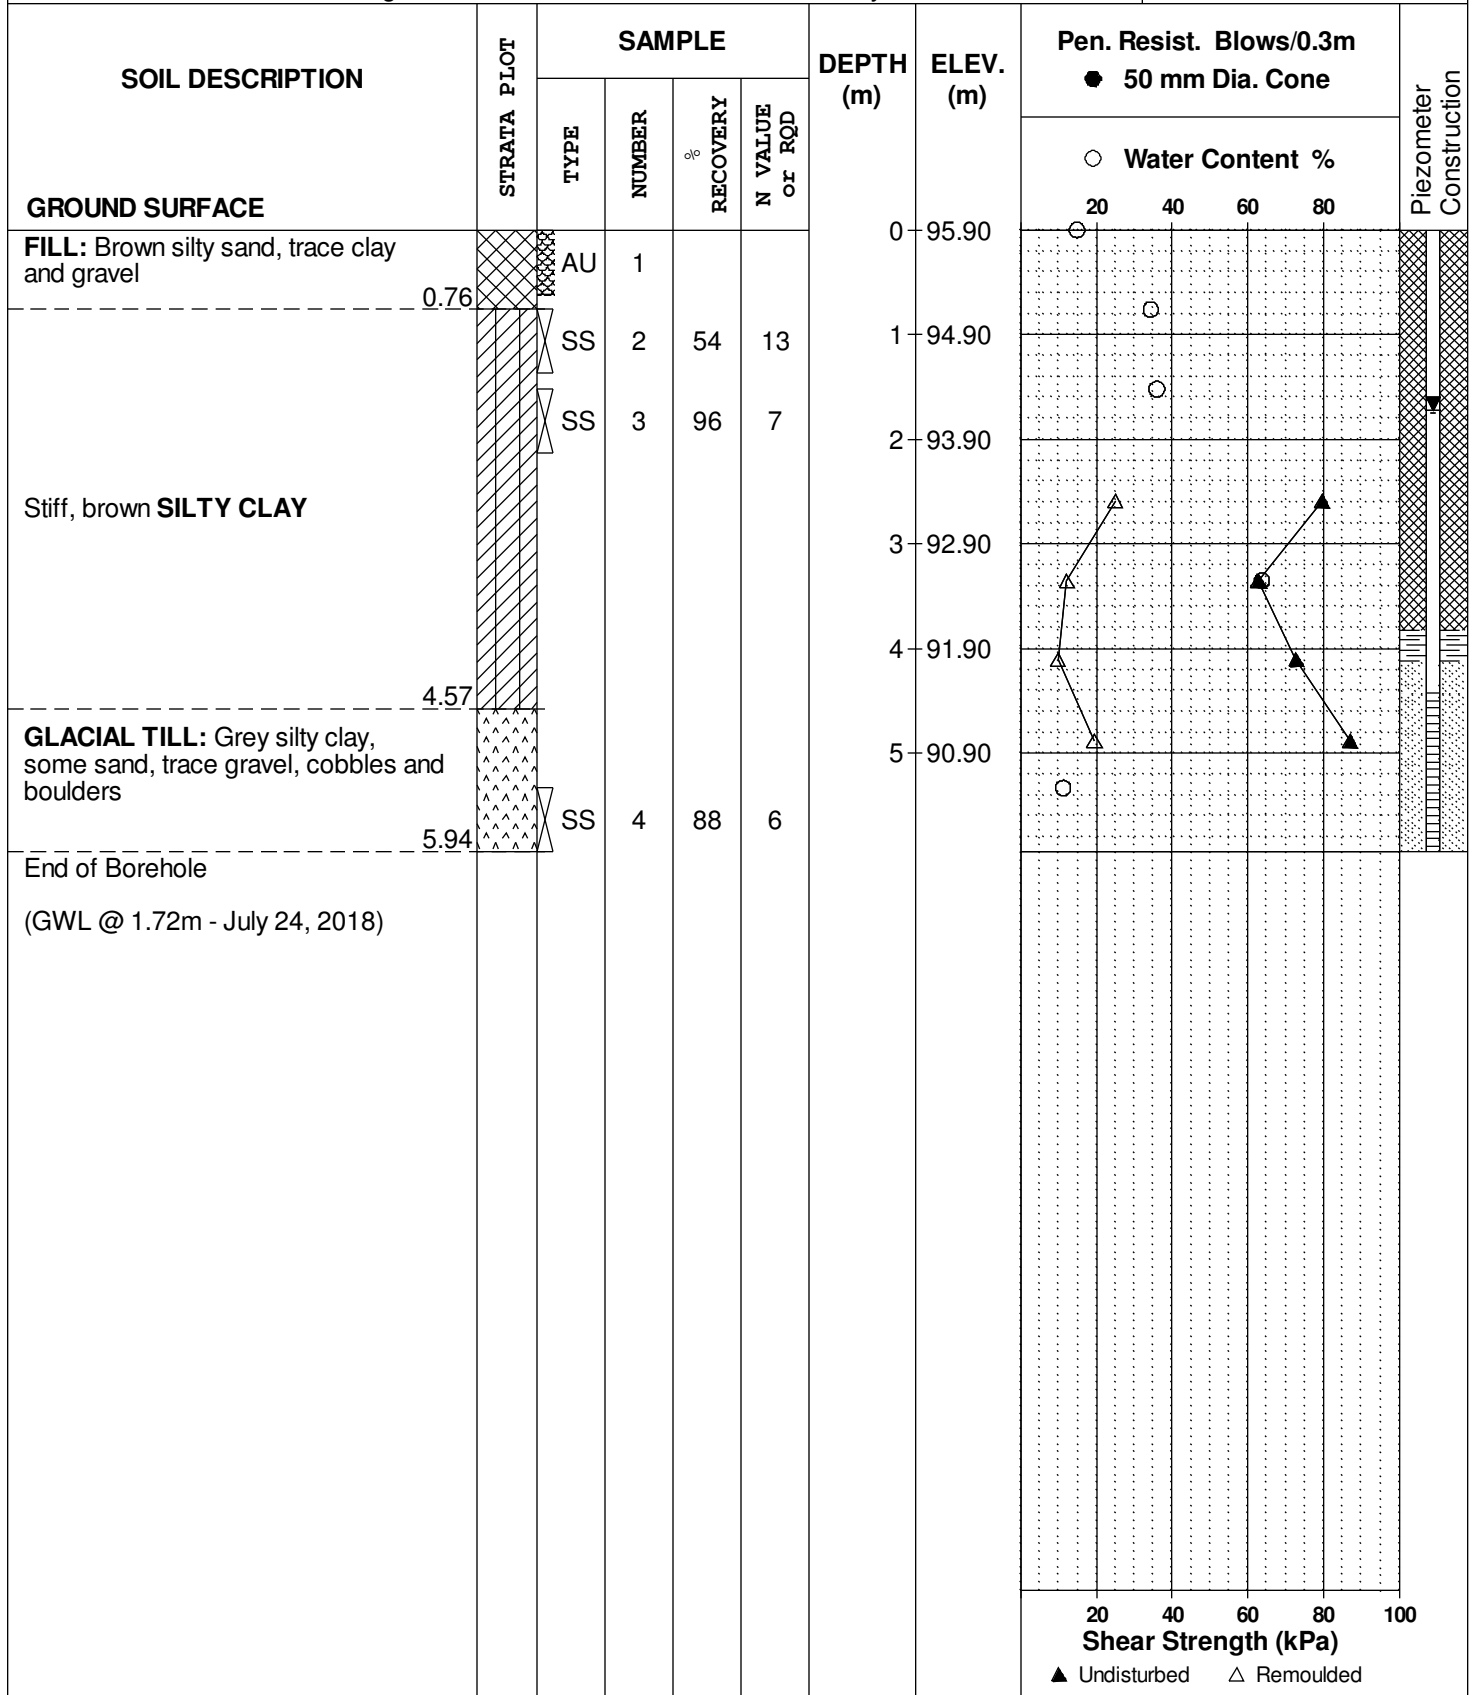 SOIL DESCRIPTION
GROUND SURFACE
STRATA PLOT
SAMPLE
TYPE
NUMBER
%
RECOVERY
N VALUE
or RQD
DEPTH
(m)
ELEV.
(m)
Pen. Resist. Blows/0.3m
● 50 mm Dia. Cone
○ Water Content %
20 40 60 80
Piezometer
Construction
FILL: Brown silty sand, trace clay
and gravel
0.76
AU 1
0 95.90
SS 2 54 13
1 94.90
SS 3 96 7
2 93.90
Stiff, brown SILTY CLAY
3 92.90
4 91.90
4.57
GLACIAL TILL: Grey silty clay,
some sand, trace gravel, cobbles and
boulders
5 90.90
SS 4 88 6
5.94
End of Borehole
(GWL @ 1.72m - July 24, 2018)
20 40 60 80 100
Shear Strength (kPa)
▲ Undisturbed △ Remoulded